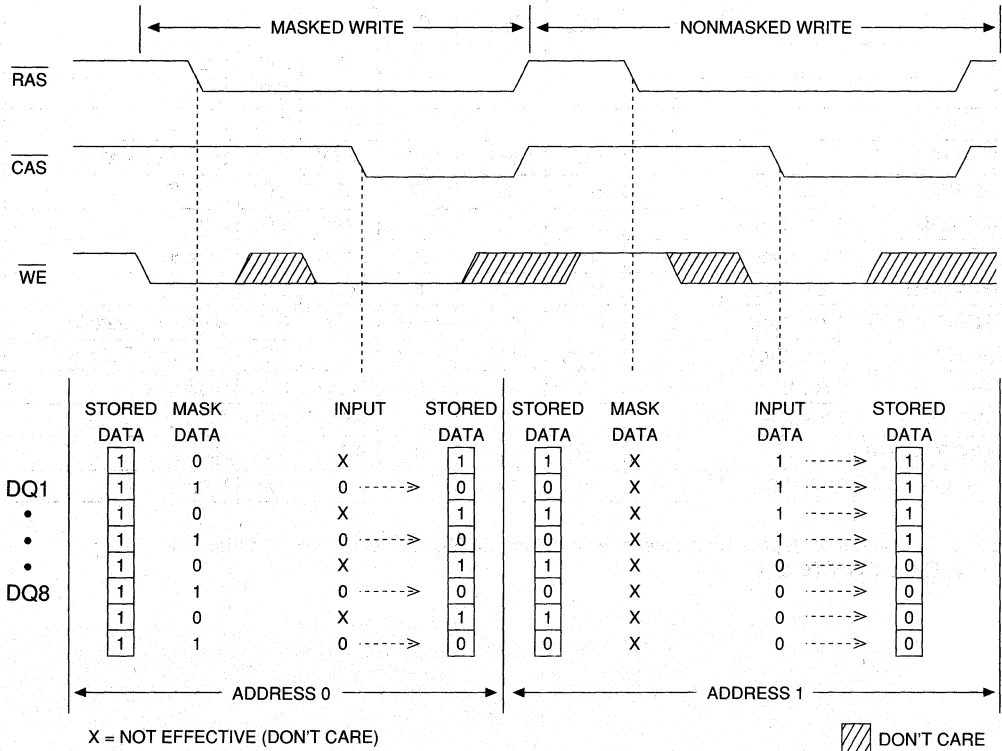 MASKED WRITE NONMASKED WRITE
RAS
CAS
WE
STORED MASK INPUT STORED STORED MASK INPUT STORED
DATA DATA DATA DATA DATA DATA DATA
1 0 X 1 1 X 1 1
DQ1 1 1 0 0 0 X 1 1
• 1 0 X 1 1 X 1 1
• 1 1 0 0 0 X 1 1
• 1 0 X 1 1 X 0 0
DQ8 1 1 0 0 0 X 0 0
1 0 X 1 1 X 0 0
1 1 0 0 0 X 0 0
ADDRESS 0 ADDRESS 1
X = NOT EFFECTIVE (DON'T CARE) DON'T CARE